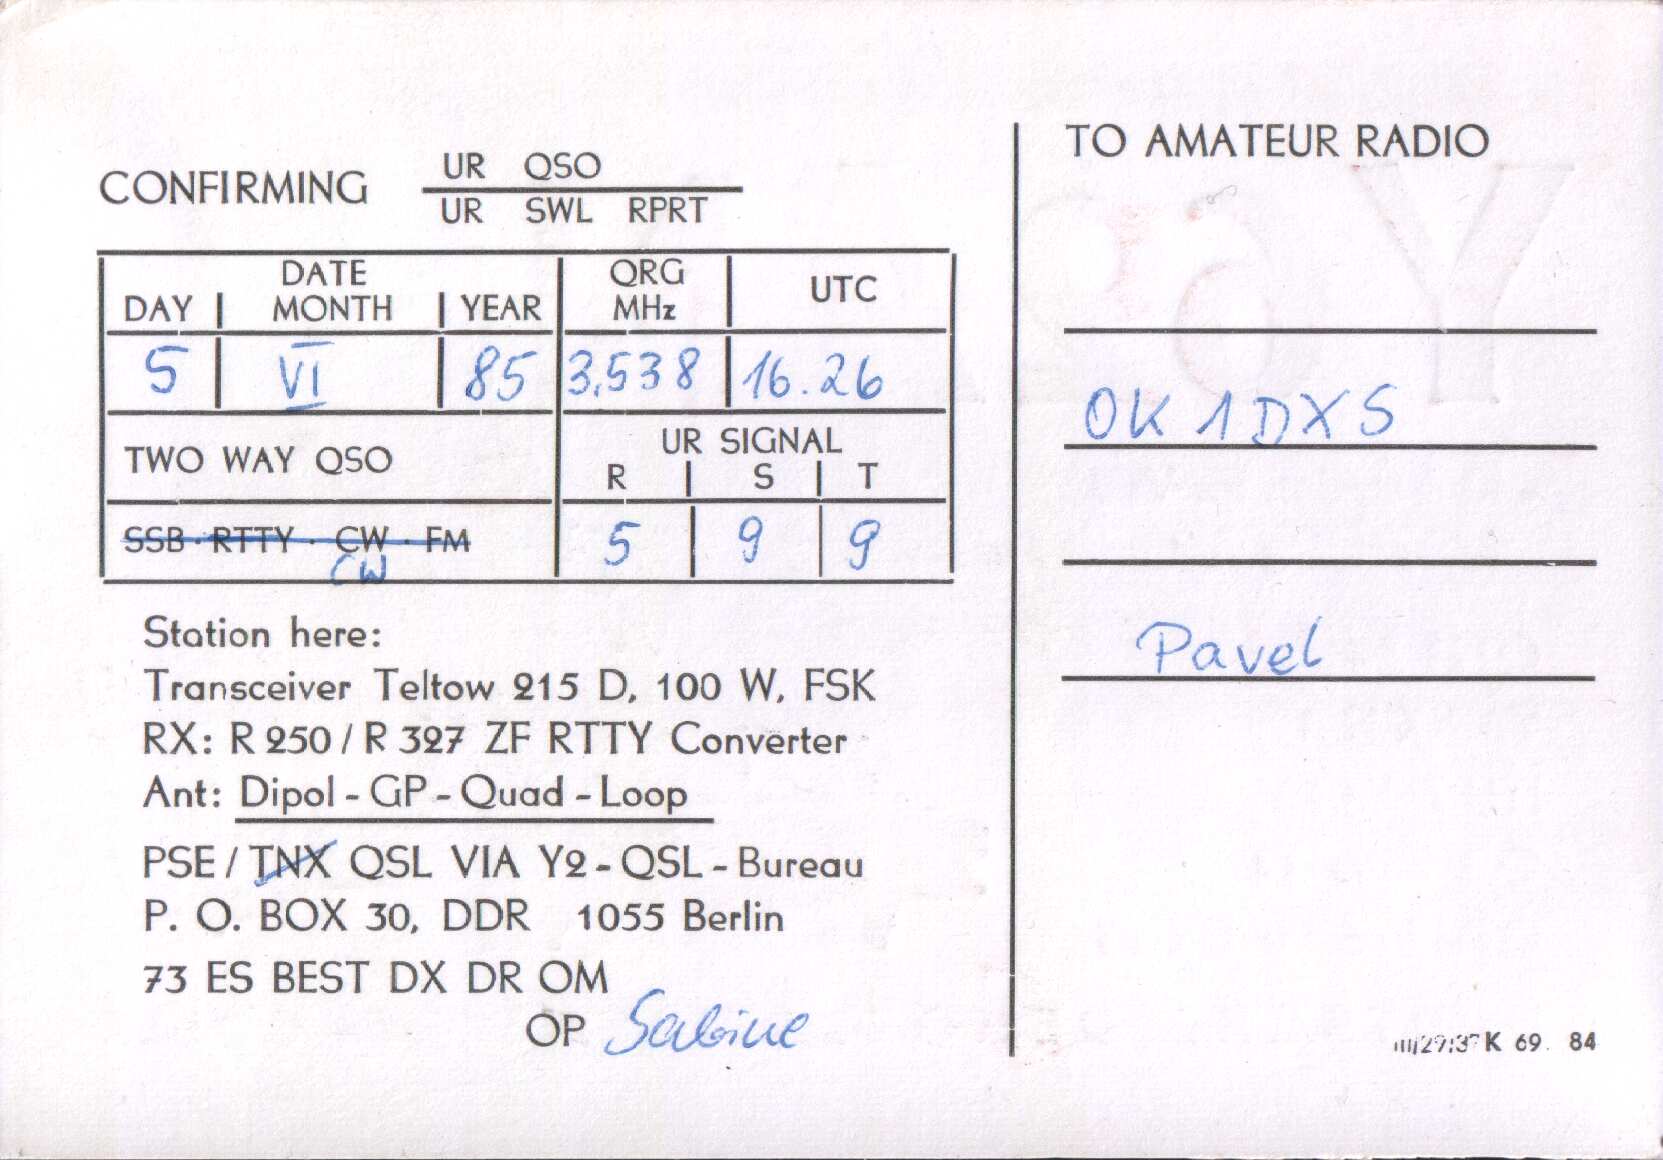 CONFIRMING UR QSO
UR SWL RPRT
DATE
DAY | MONTH | YEAR
QRG
MHz
UTC
5 VI 85 3,538 16.26
TWO WAY QSO
UR SIGNAL
R | S | T
SSB · RTTY · CW · FM
CW
5 9 9
Station here:
Transceiver Teltow 215 D, 100 W, FSK
RX: R 250 / R 327 ZF RTTY Converter
Ant: Dipol - GP - Quad - Loop
PSE / TNX QSL VIA Y2 - QSL - Bureau
P. O. BOX 30, DDR 1055 Berlin
73 ES BEST DX DR OM
OP Sabine
TO AMATEUR RADIO
OK1DXS
Pavel
K 69 84